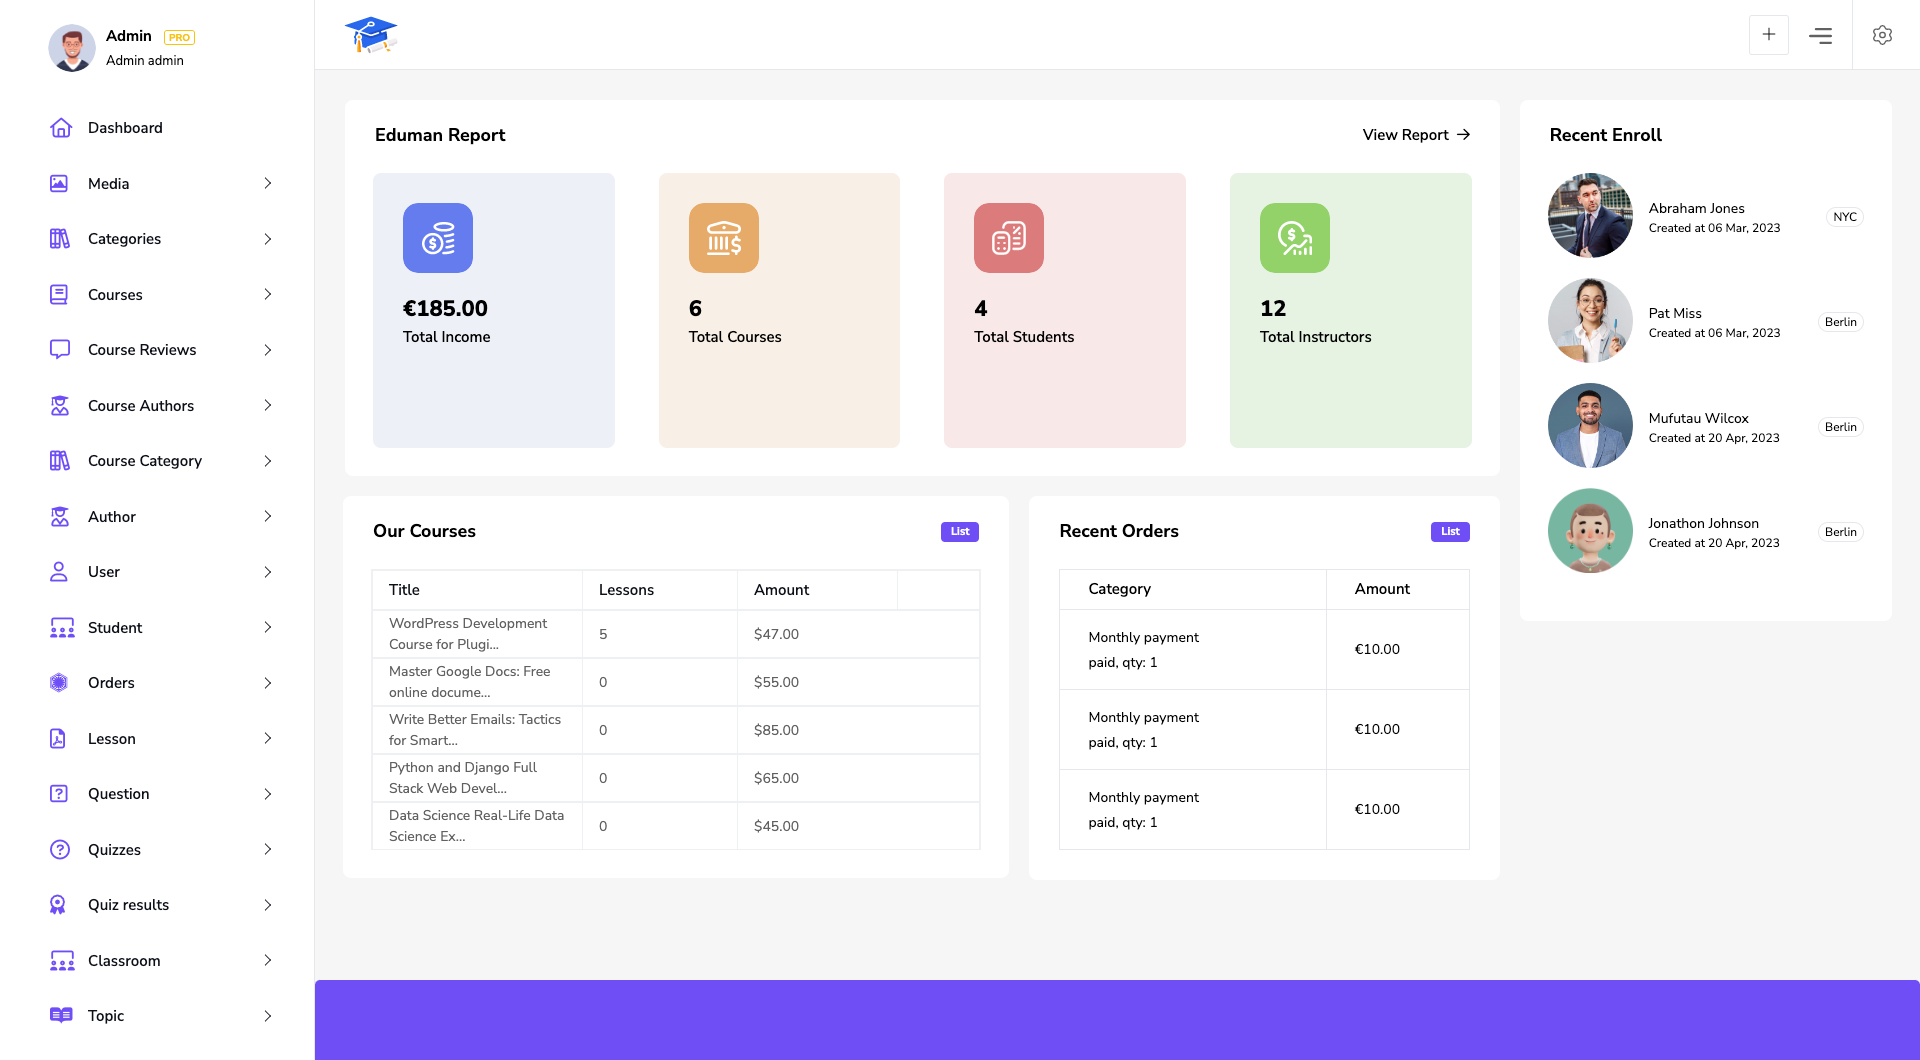 Admin PRO
Admin admin
Dashboard
Media
Categories
Courses
Course Reviews
Course Authors
Course Category
Author
User
Student
Orders
Lesson
Question
Quizzes
Quiz results
Classroom
Topic
Eduman Report
View Report
€185.00
Total Income
6
Total Courses
4
Total Students
12
Total Instructors
Our Courses
List
Title Lessons Amount
WordPress Development
Course for Plugi...
5 $47.00
Master Google Docs: Free
online docume...
0 $55.00
Write Better Emails: Tactics
for Smart...
0 $85.00
Python and Django Full
Stack Web Devel...
0 $65.00
Data Science Real-Life Data
Science Ex...
0 $45.00
Recent Orders
List
Category Amount
Monthly payment
paid, qty: 1
€10.00
Monthly payment
paid, qty: 1
€10.00
Monthly payment
paid, qty: 1
€10.00
Recent Enroll
Abraham Jones
Created at 06 Mar, 2023
NYC
Pat Miss
Created at 06 Mar, 2023
Berlin
Mufutau Wilcox
Created at 20 Apr, 2023
Berlin
Jonathon Johnson
Created at 20 Apr, 2023
Berlin